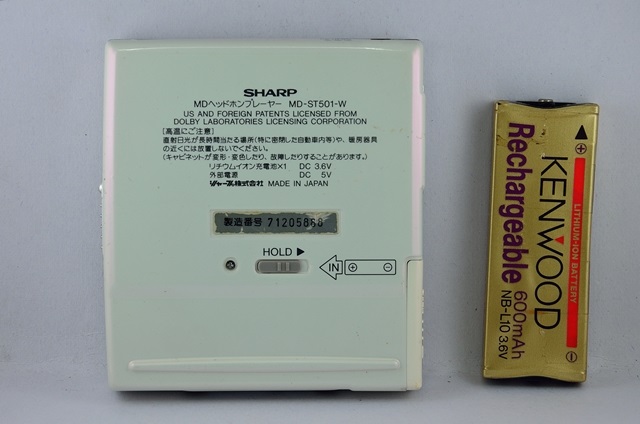 SHARP
MDヘッドホンプレーヤー MD-ST501-W
US AND FOREIGN PATENTS LICENSED FROM
DOLBY LABORATORIES LICENSING CORPORATION
[高温にご注意]
直射日光が長時間当たる場所(特に密閉した自動車内等)や、暖房器具
の近くには放置しないでください。
(キャビネットが変形・変色したり、故障したりすることがあります。)
リチウムイオン充電池×1 DC 3.6V
外部電源 DC 5V
シャープ株式会社 MADE IN JAPAN
製造番号 71205868
HOLD ▶
IN + -
KENWOOD
Rechargeable
LITHIUM-ION BATTERY
600mAh
NB-L10 3.6V